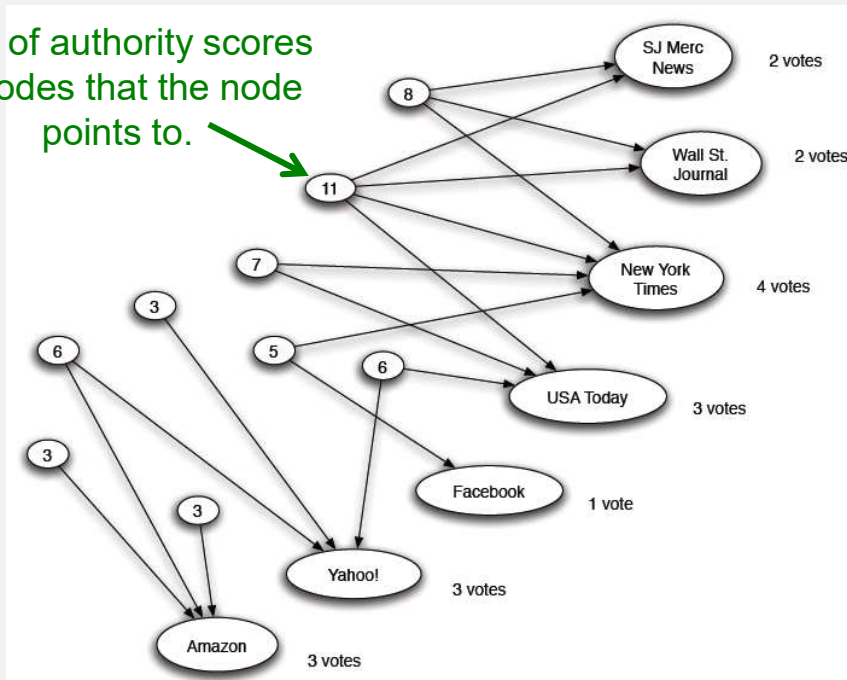 of authority scores
odes that the node
points to.
SJ Merc
News
2 votes
8
Wall St.
Journal
2 votes
11
7
New York
Times
4 votes
3
6
5
6
USA Today
3 votes
3
Facebook
1 vote
3
Yahoo!
3 votes
Amazon
3 votes